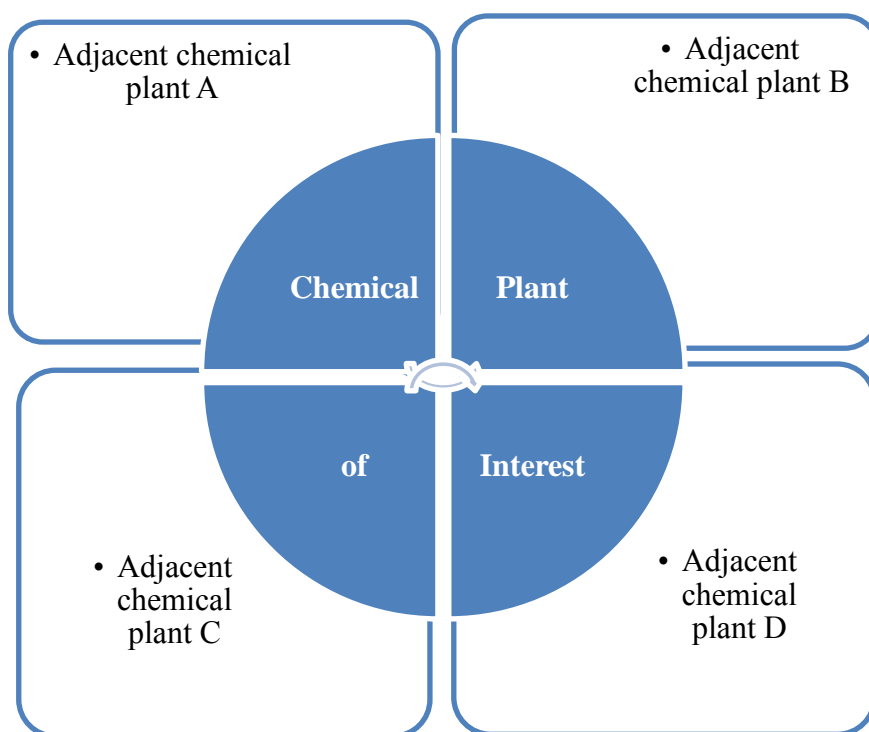 • Adjacent chemical
plant A
• Adjacent
chemical plant B
Chemical
Plant
of
Interest
• Adjacent
chemical
plant C
• Adjacent
chemical
plant D